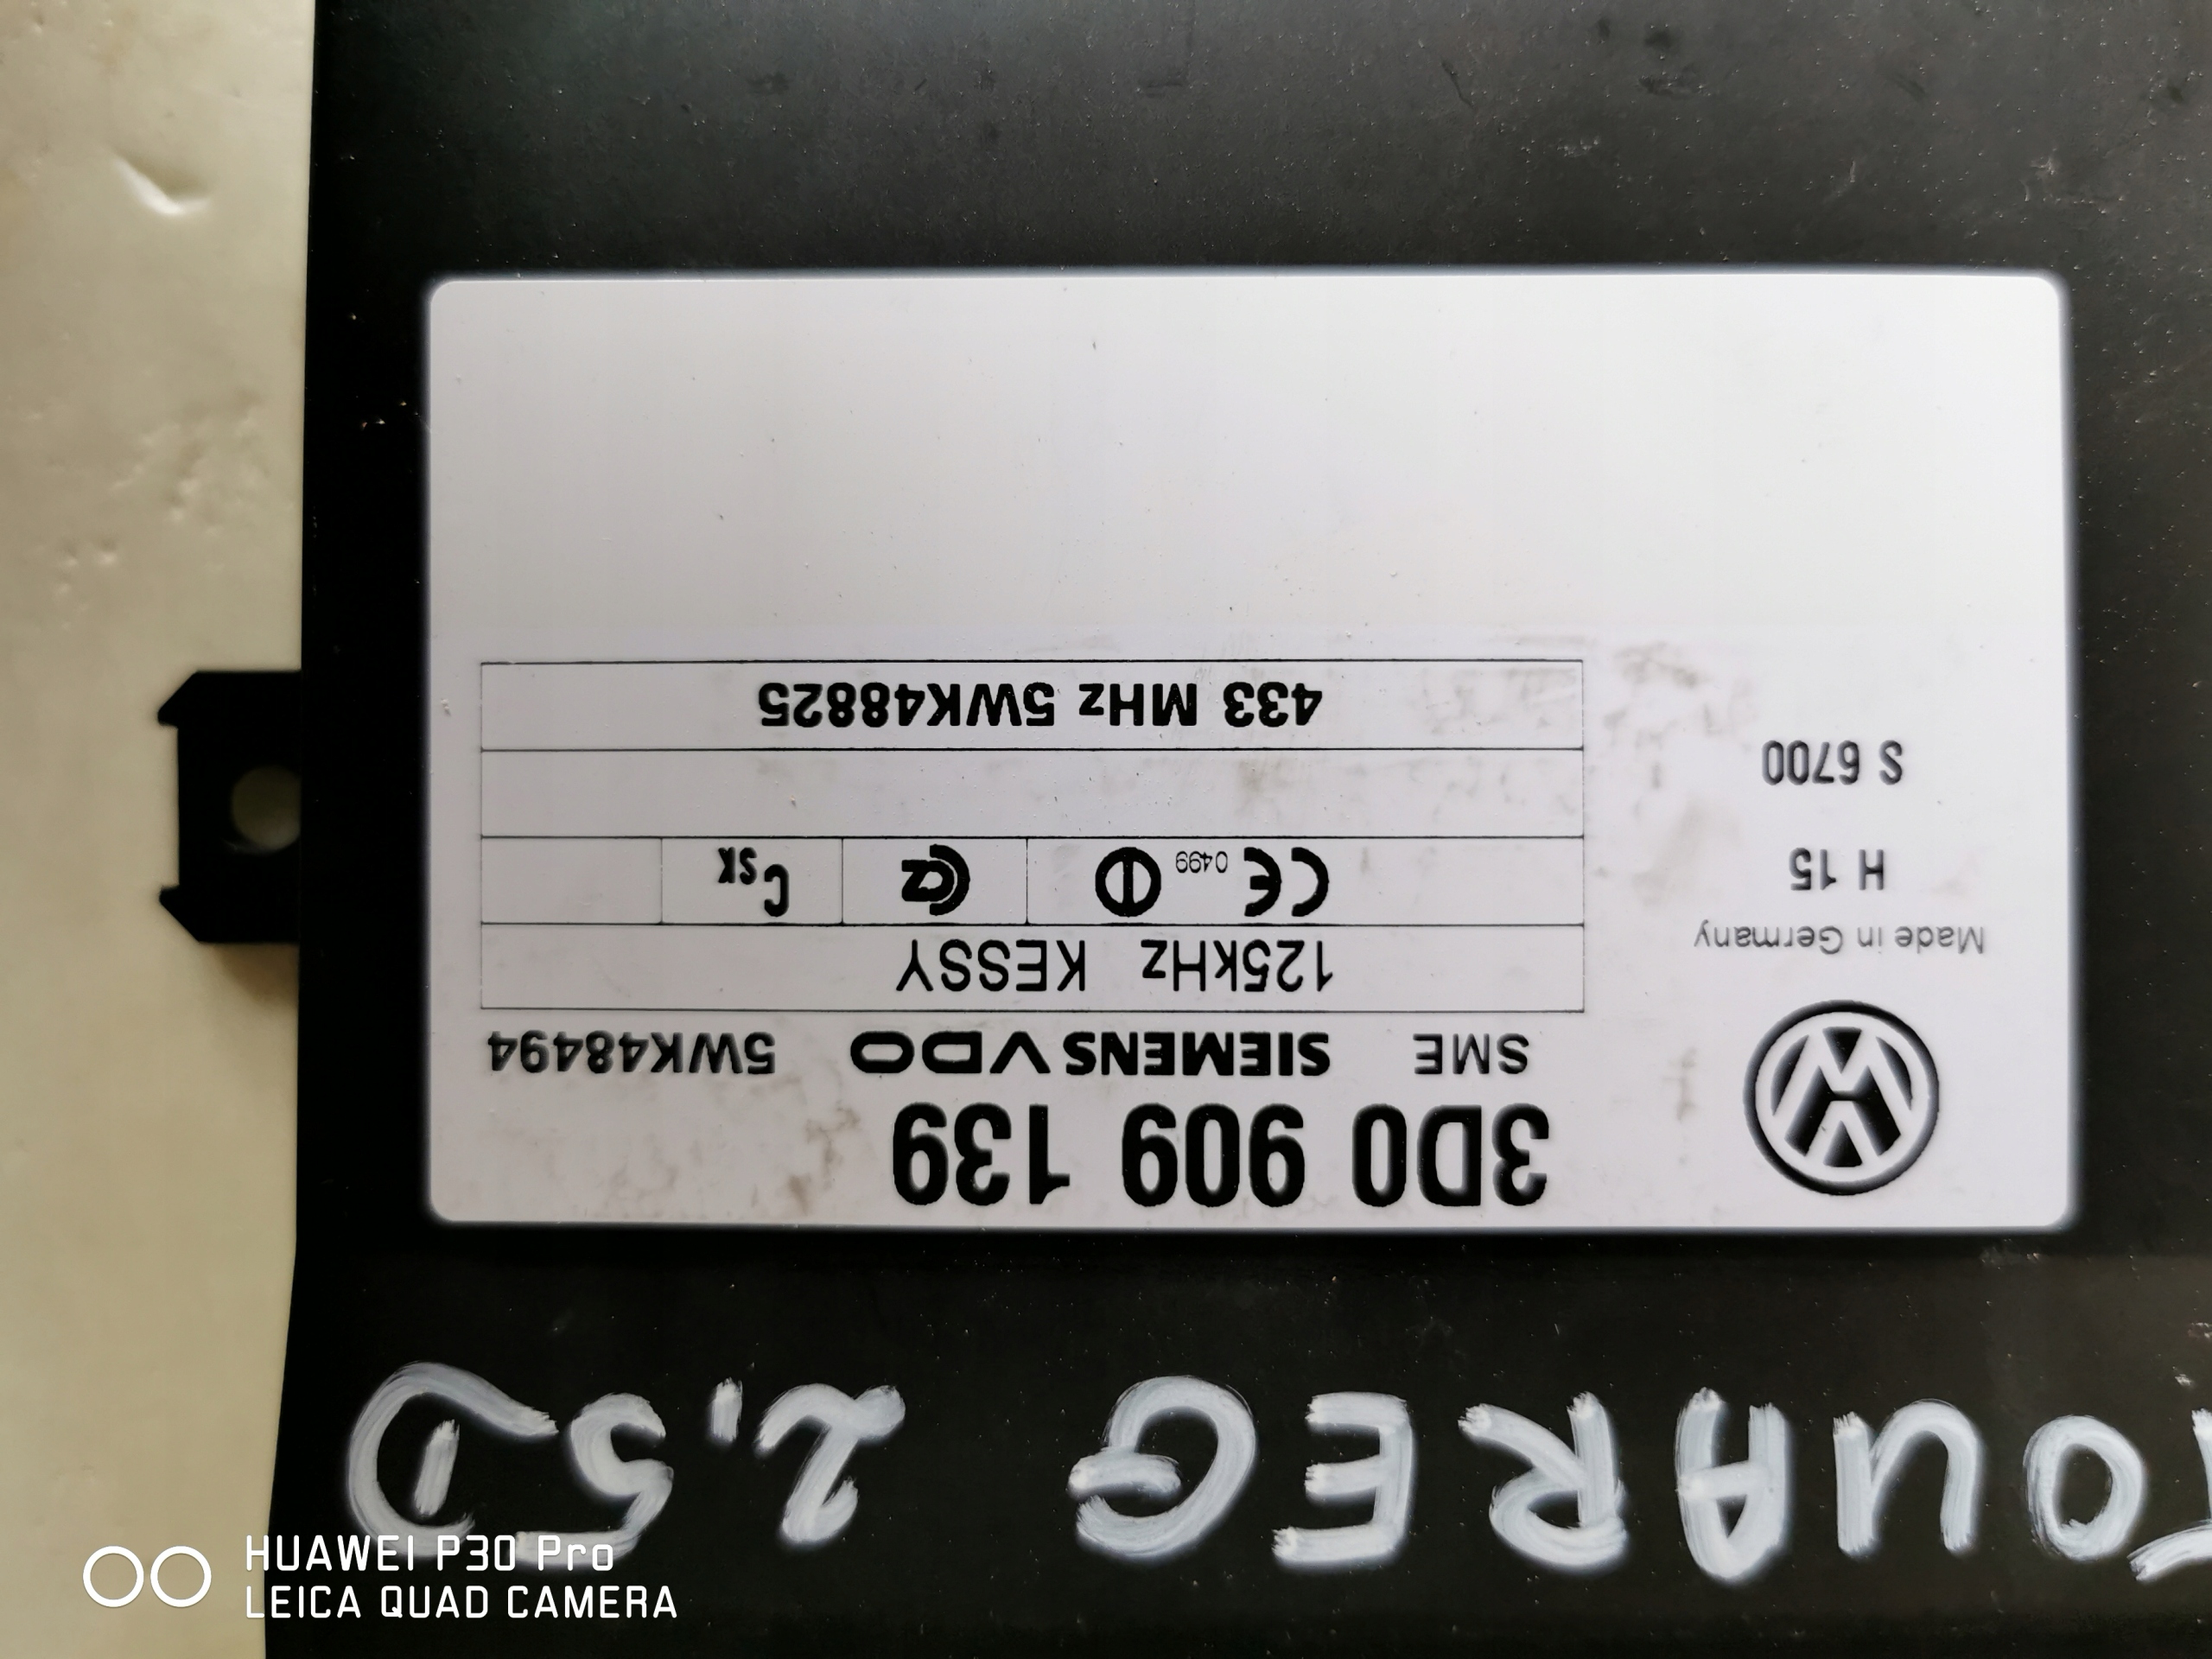 TOUAREG 2,5D
3D0 909 139
SME SIEMENS VDO 5WK48494
125kHz KESSY
Made in Germany
CE 0499 CSK
H 15
S 6700
433 MHz 5WK48825
HUAWEI P30 Pro
LEICA QUAD CAMERA